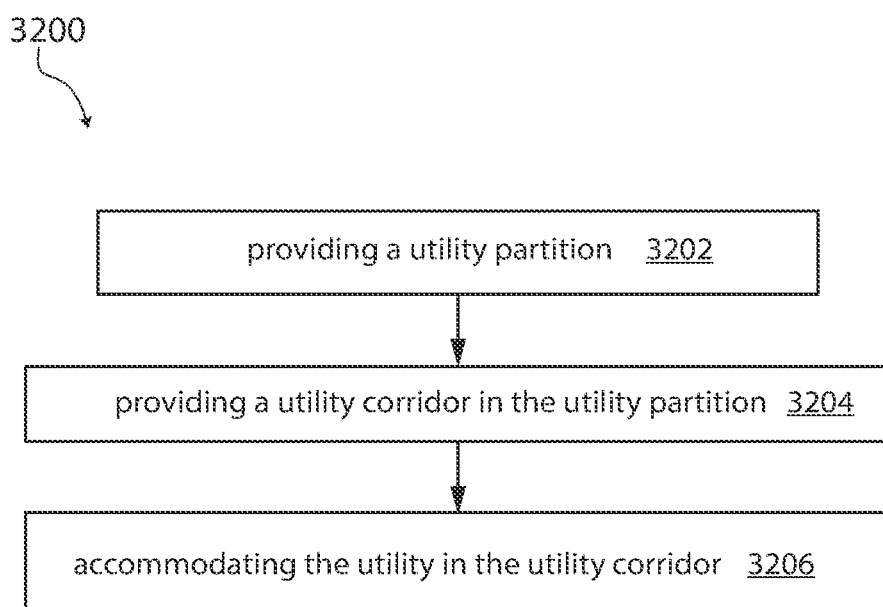 3200
providing a utility partition 3202
providing a utility corridor in the utility partition 3204
accommodating the utility in the utility corridor 3206